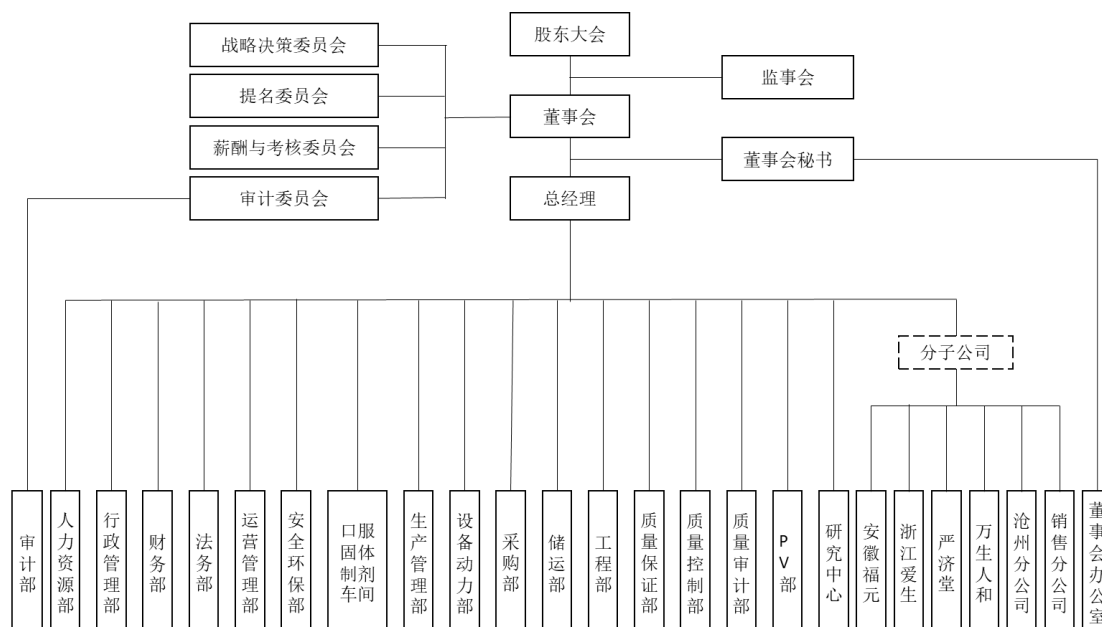 股东大会
战略决策委员会
监事会
提名委员会
董事会
薪酬与考核委员会
董事会秘书
审计委员会
总经理
分子公司
审计部
人力资源部
行政管理部
财务部
法务部
运营管理部
安全环保部
口服固体制剂车间
生产管理部
设备动力部
采购部
储运部
工程部
质量保证部
质量控制部
质量审计部
PV部
研究中心
安徽福元
浙江爱生
严济堂
万生人和
沧州分公司
销售分公司
董事会办公室